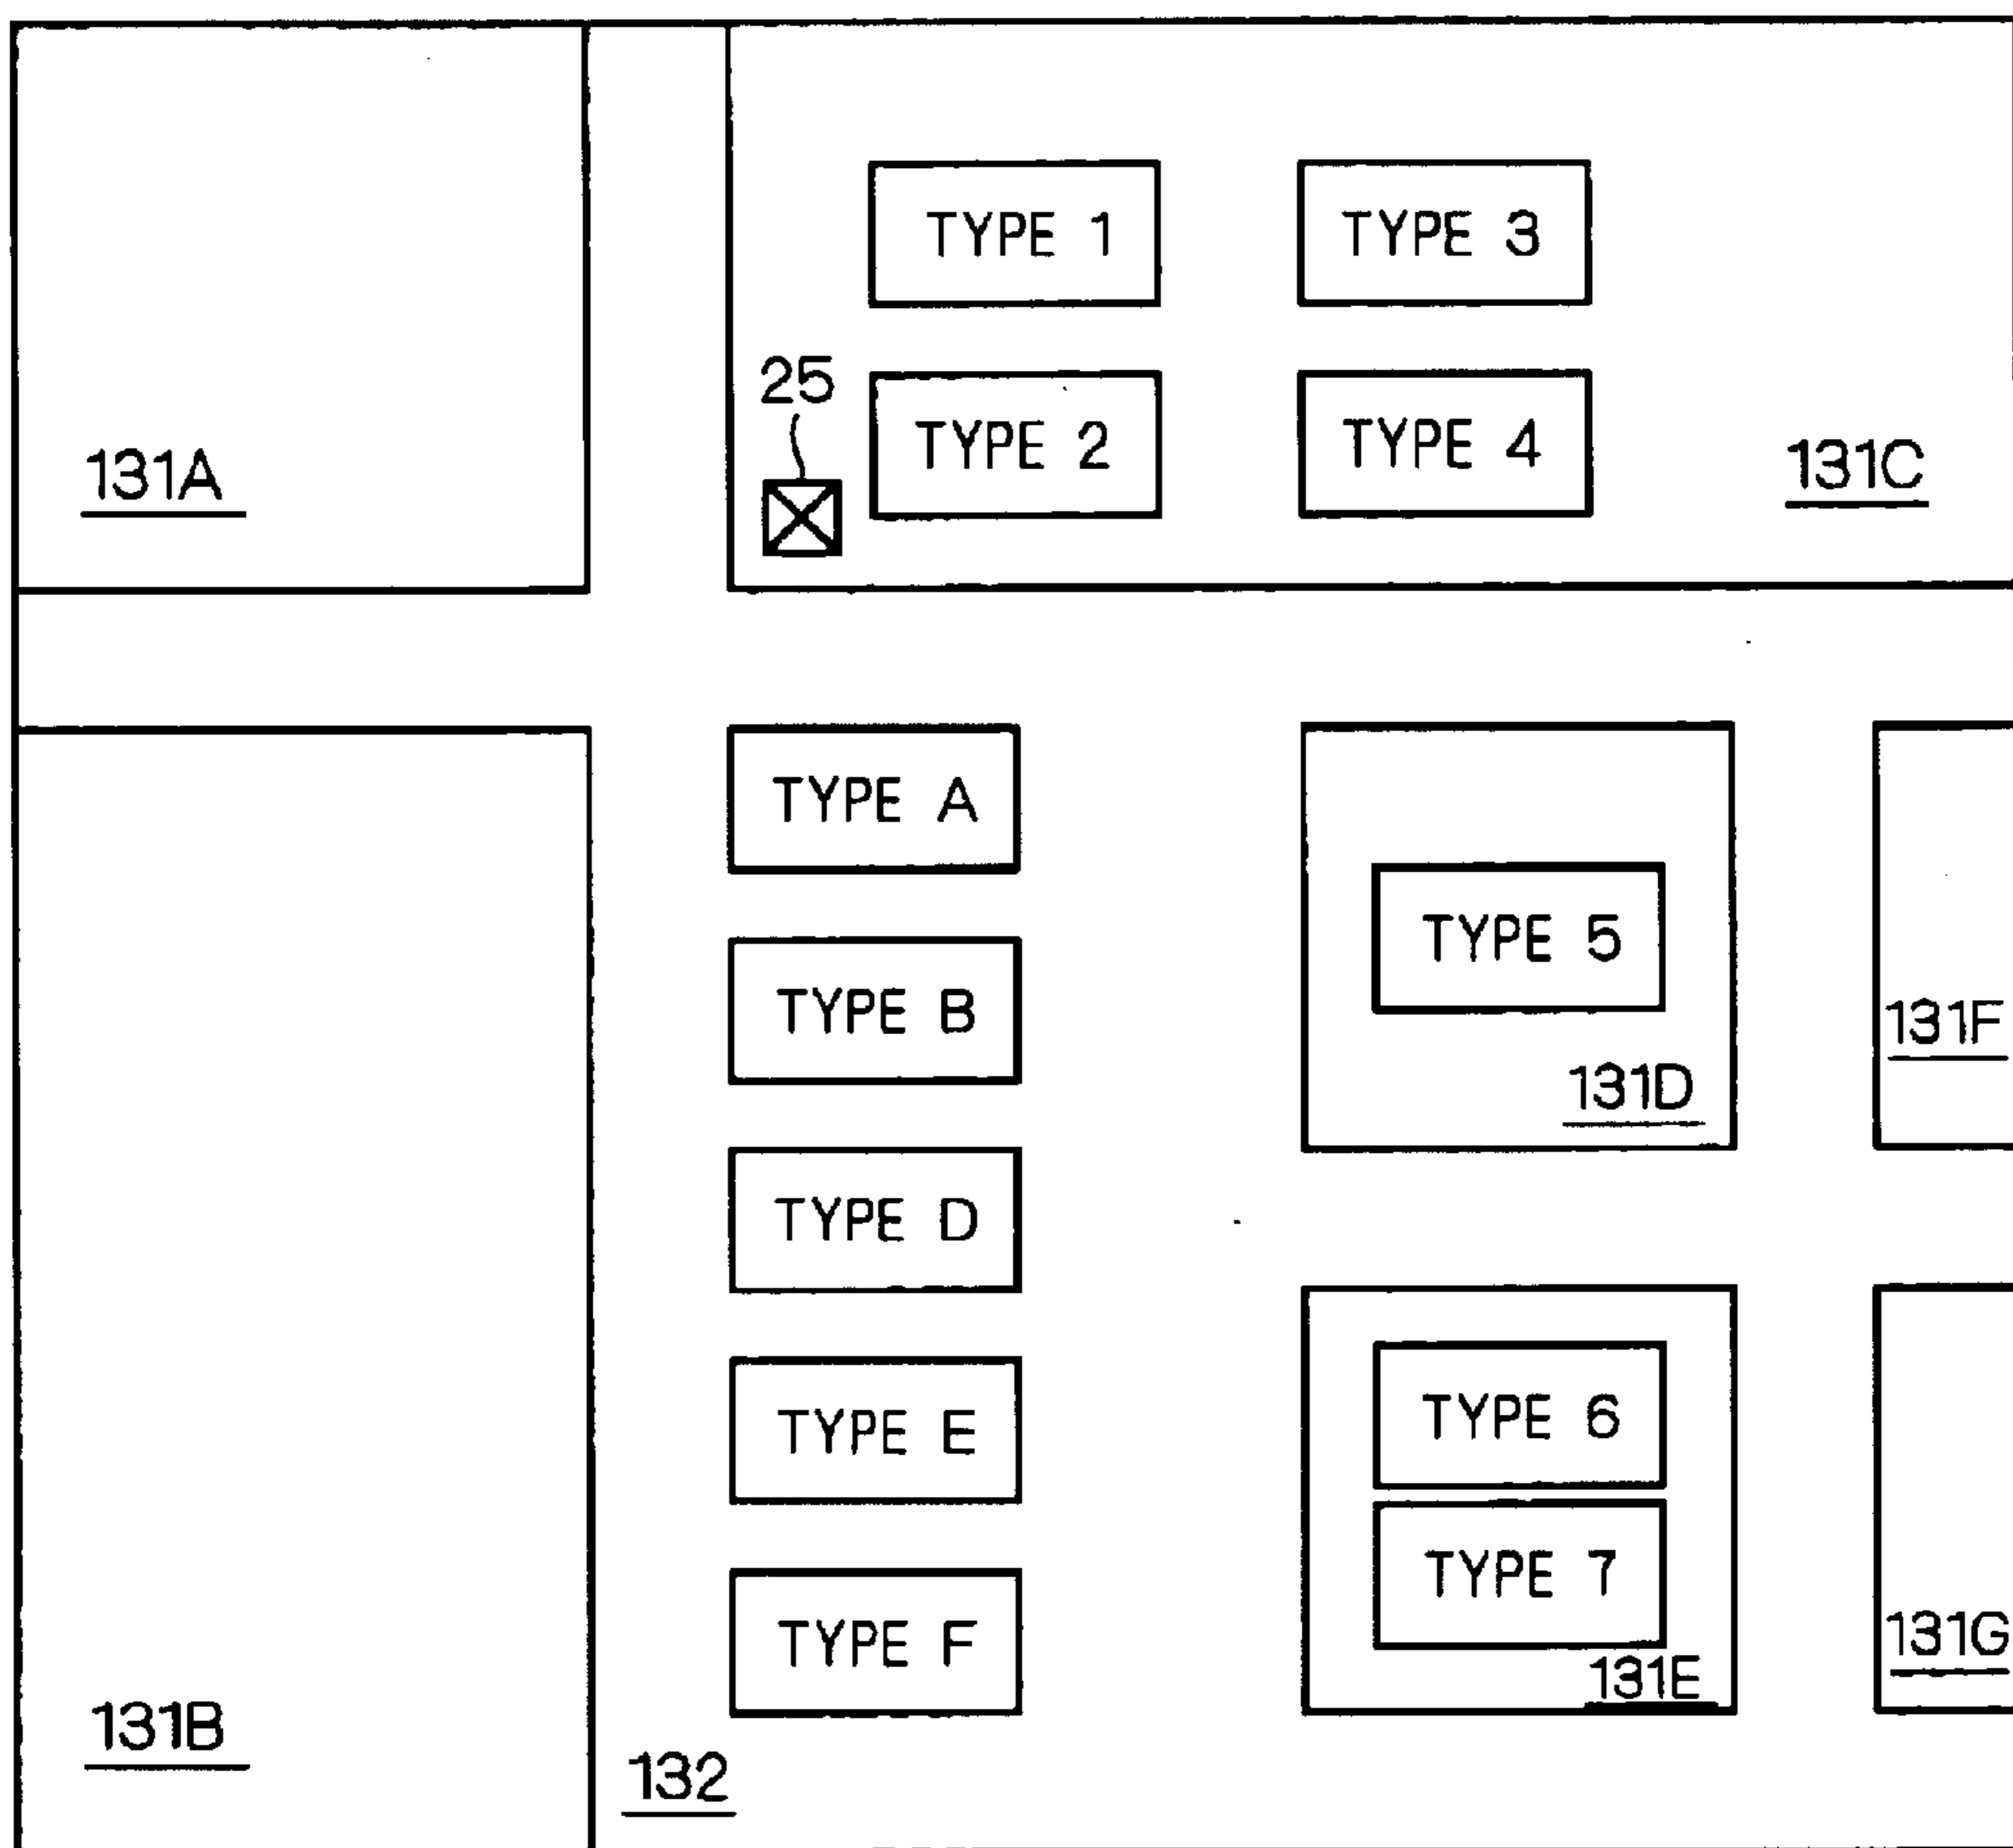 TYPE 1 TYPE 3
25
TYPE 2 TYPE 4
131A
131C
TYPE A
TYPE 5
TYPE B
131F
131D
TYPE D
TYPE 6
TYPE E
TYPE 7
TYPE F
131G
131E
131B
132